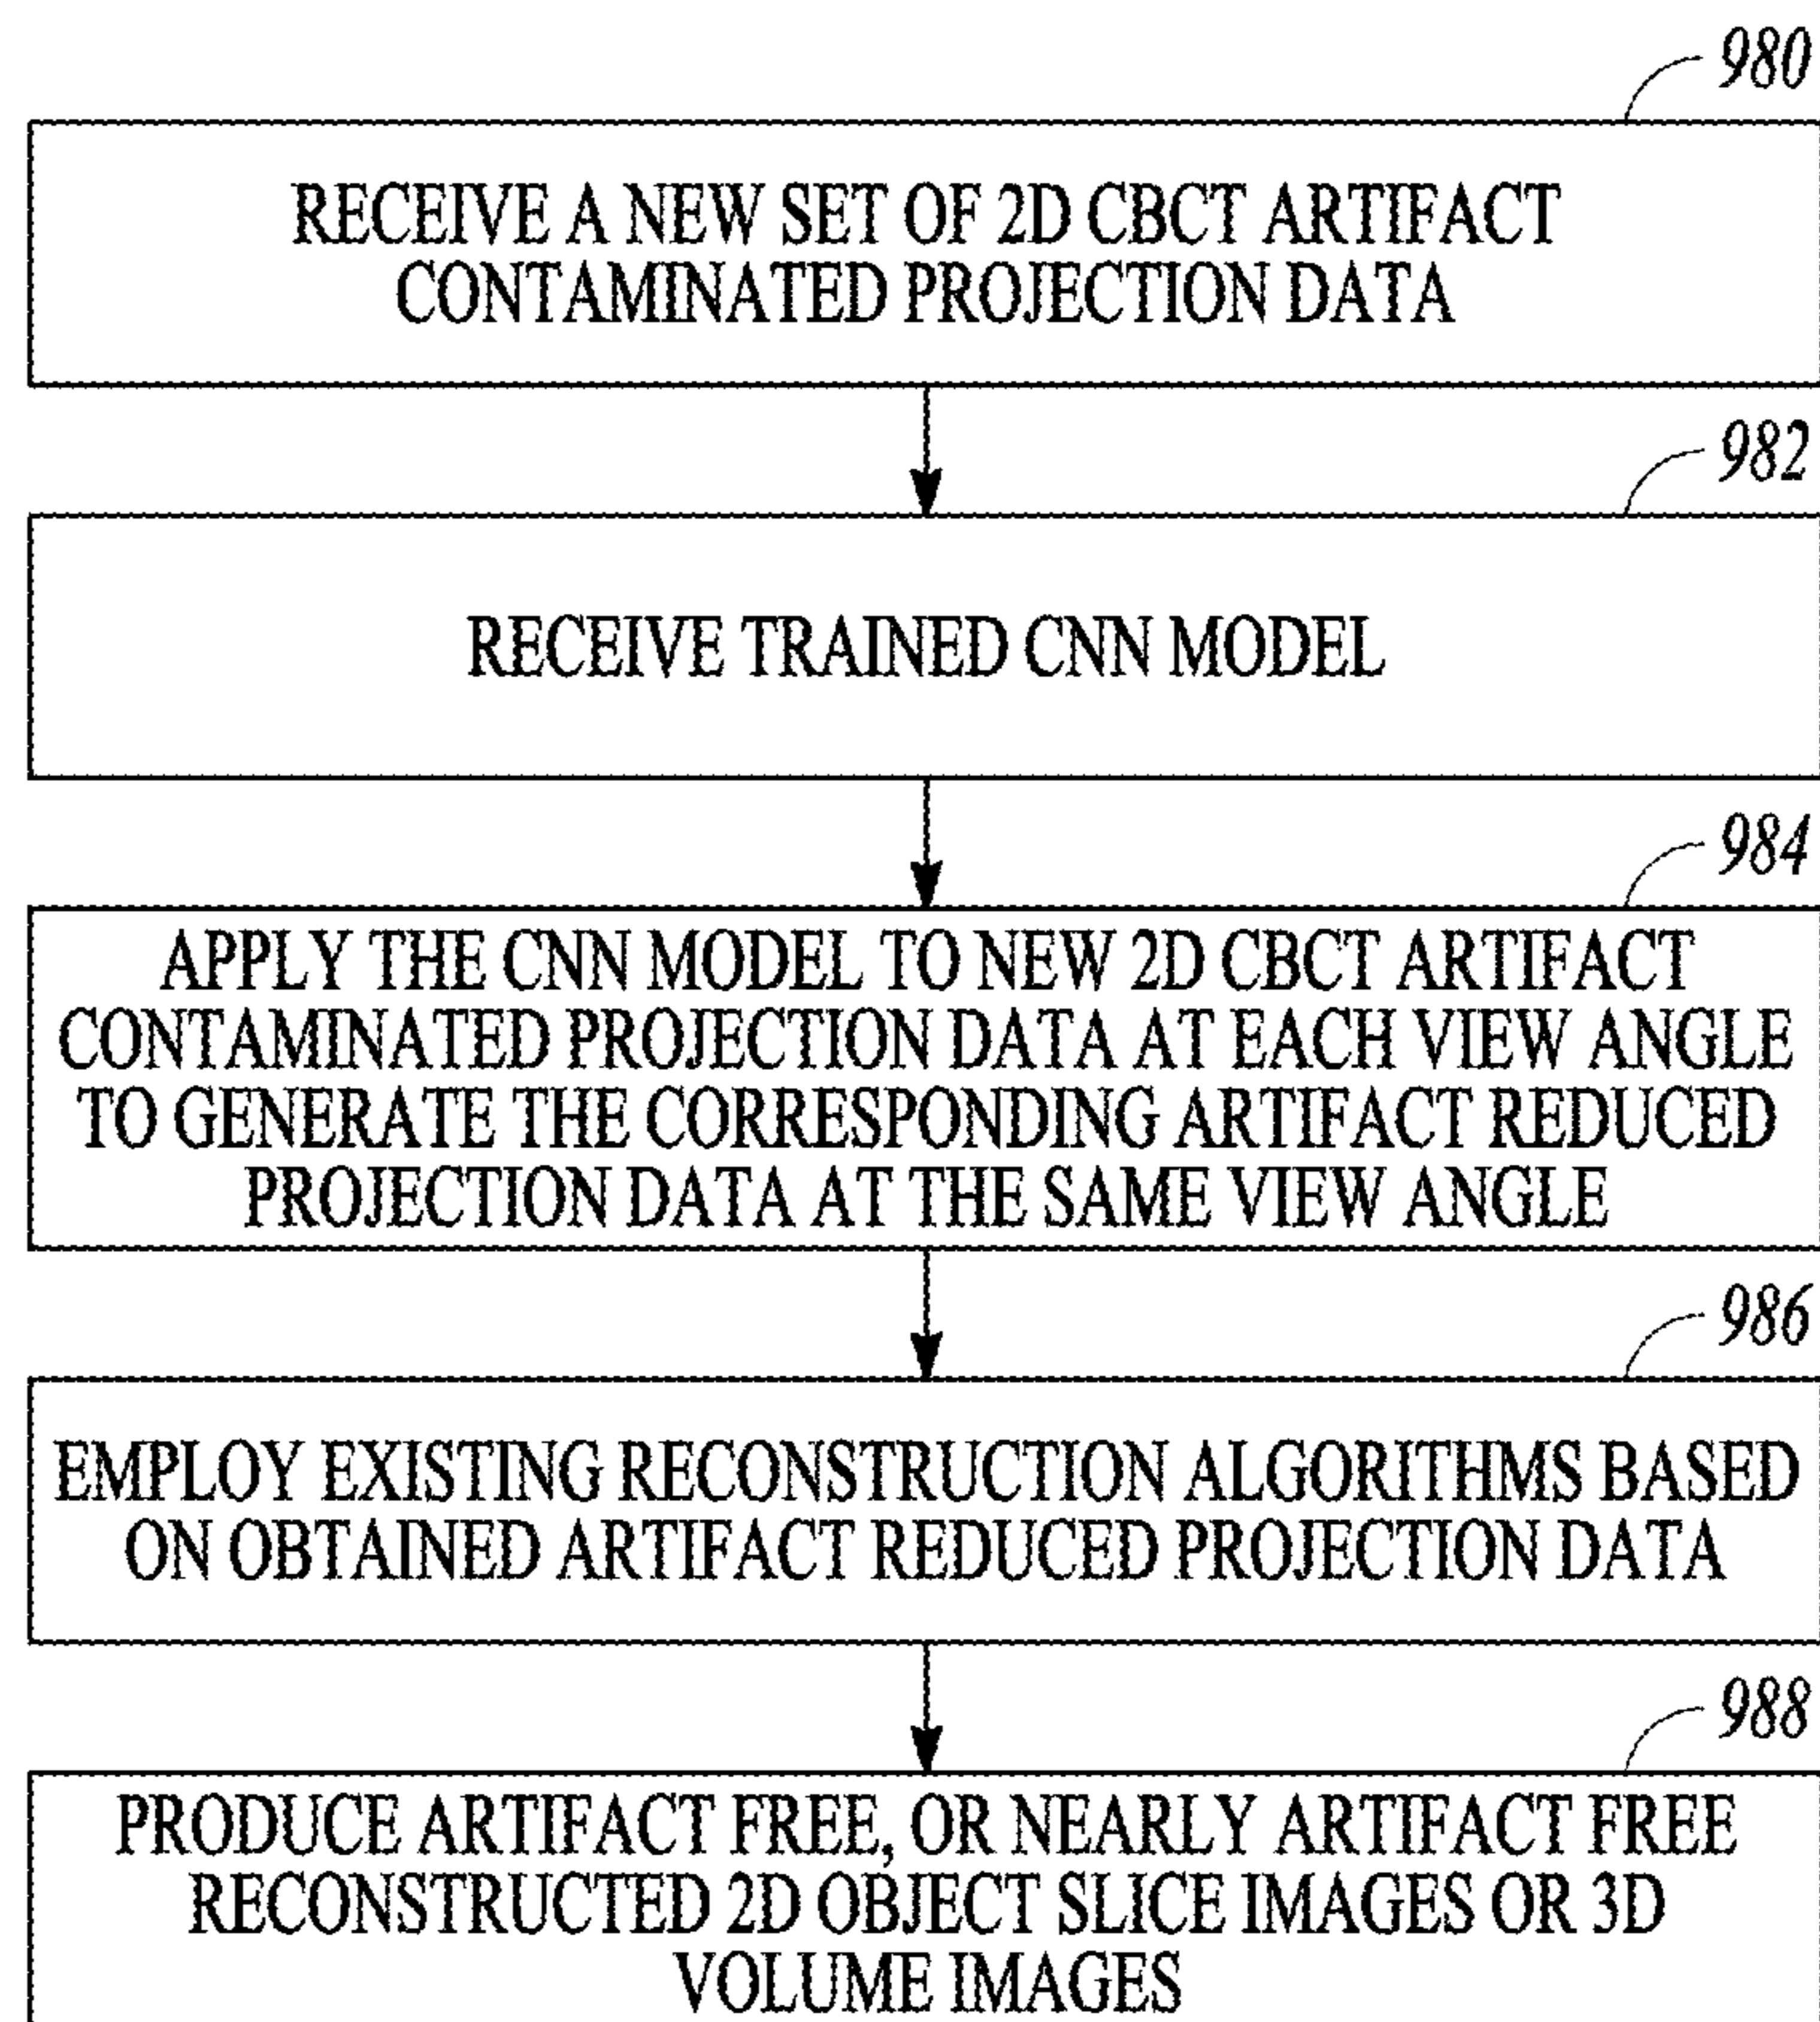 980
RECEIVE A NEW SET OF 2D CBCT ARTIFACT
CONTAMINATED PROJECTION DATA
982
RECEIVE TRAINED CNN MODEL
984
APPLY THE CNN MODEL TO NEW 2D CBCT ARTIFACT
CONTAMINATED PROJECTION DATA AT EACH VIEW ANGLE
TO GENERATE THE CORRESPONDING ARTIFACT REDUCED
PROJECTION DATA AT THE SAME VIEW ANGLE
986
EMPLOY EXISTING RECONSTRUCTION ALGORITHMS BASED
ON OBTAINED ARTIFACT REDUCED PROJECTION DATA
988
PRODUCE ARTIFACT FREE, OR NEARLY ARTIFACT FREE
RECONSTRUCTED 2D OBJECT SLICE IMAGES OR 3D
VOLUME IMAGES